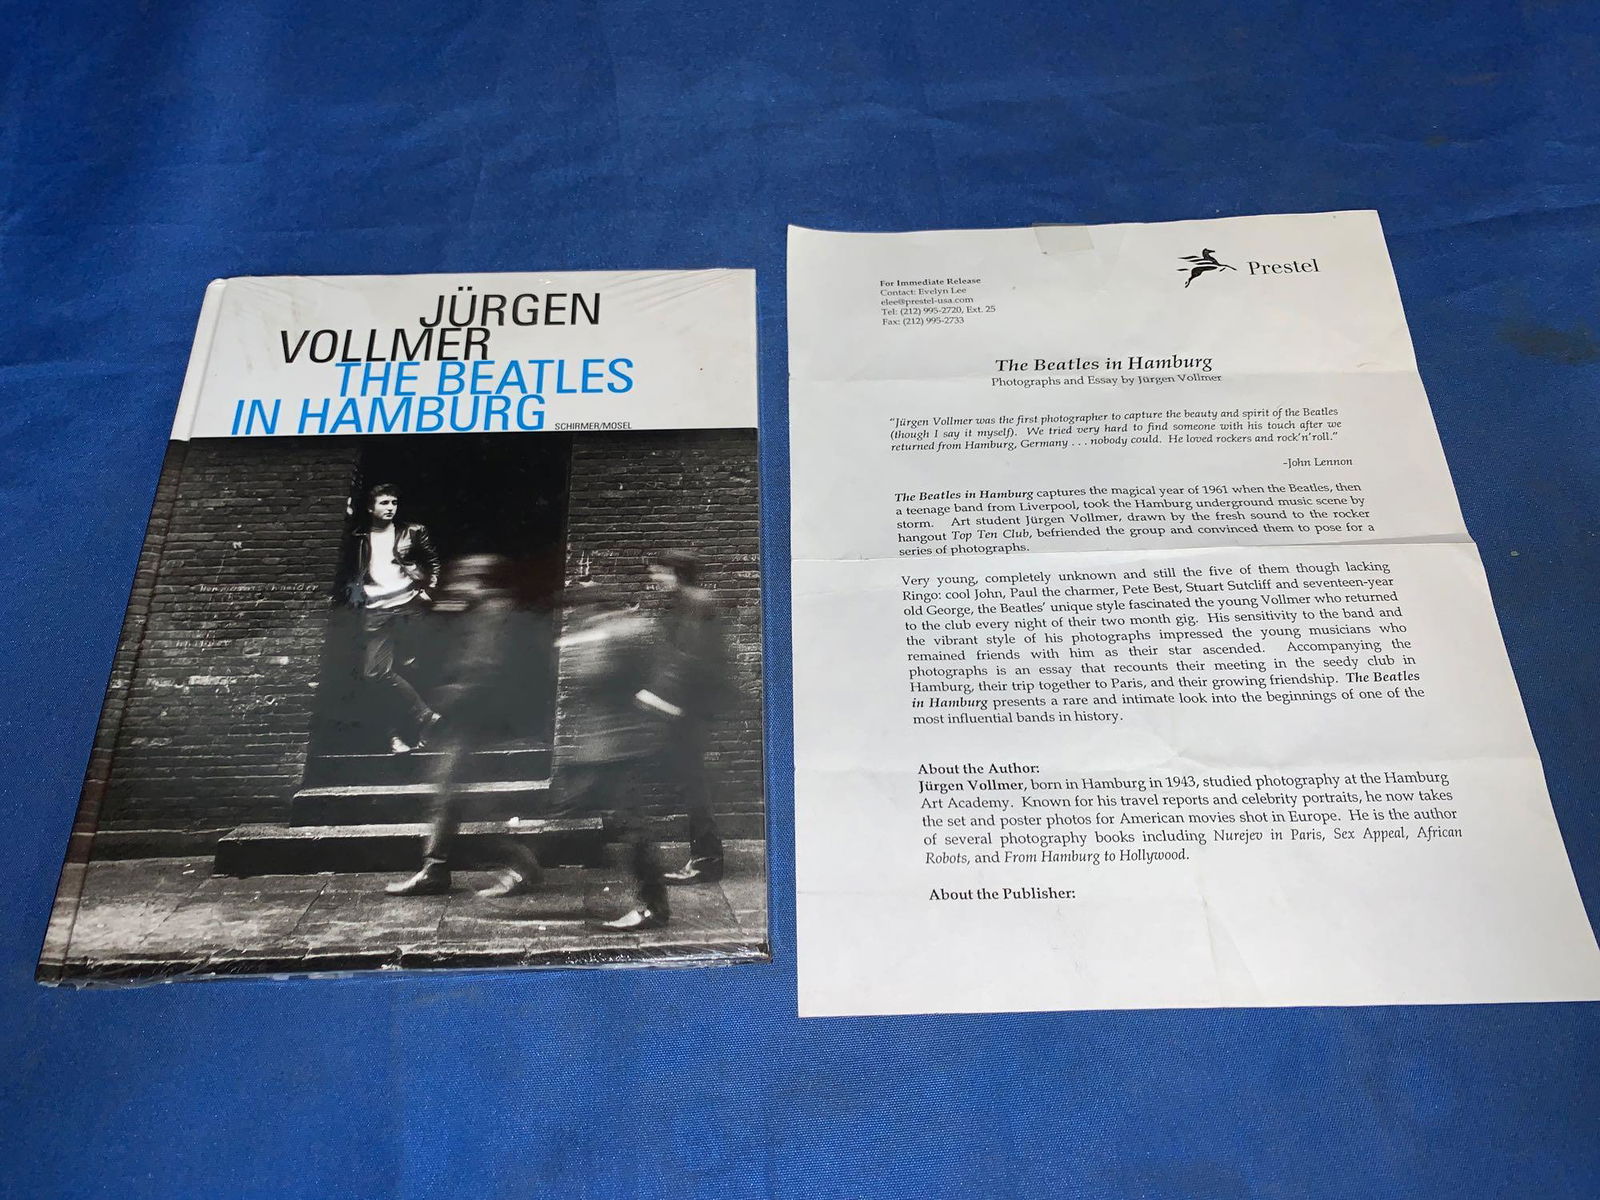 JÜRGEN
VOLLMER
THE BEATLES
IN HAMBURG
SCHIRMER/MOSEL
Prestel
For Immediate Release
Contact: Evelyn Lee
elee@prestel-usa.com
Tel: (212) 995-2720, Ext. 25
Fax: (212) 995-2733
The Beatles in Hamburg
Photographs and Essay by Jürgen Vollmer
"Jürgen Vollmer was the first photographer to capture the beauty and spirit of the Beatles
(though I say it myself). We tried very hard to find someone with his touch after we
returned from Hamburg, Germany . . . nobody could. He loved rockers and rock'n'roll."
-John Lennon
The Beatles in Hamburg captures the magical year of 1961 when the Beatles, then
a teenage band from Liverpool, took the Hamburg underground music scene by
storm. Art student Jürgen Vollmer, drawn by the fresh sound to the rocker
hangout Top Ten Club, befriended the group and convinced them to pose for a
series of photographs.
Very young, completely unknown and still the five of them though lacking
Ringo: cool John, Paul the charmer, Pete Best, Stuart Sutcliff and seventeen-year
old George, the Beatles' unique style fascinated the young Vollmer who returned
to the club every night of their two month gig. His sensitivity to the band and
the vibrant style of his photographs impressed the young musicians who
remained friends with him as their star ascended. Accompanying the
photographs is an essay that recounts their meeting in the seedy club in
Hamburg, their trip together to Paris, and their growing friendship. The Beatles
in Hamburg presents a rare and intimate look into the beginnings of one of the
most influential bands in history.
About the Author:
Jürgen Vollmer, born in Hamburg in 1943, studied photography at the Hamburg
Art Academy. Known for his travel reports and celebrity portraits, he now takes
the set and poster photos for American movies shot in Europe. He is the author
of several photography books including Nurejev in Paris, Sex Appeal, African
Robots, and From Hamburg to Hollywood.
About the Publisher: